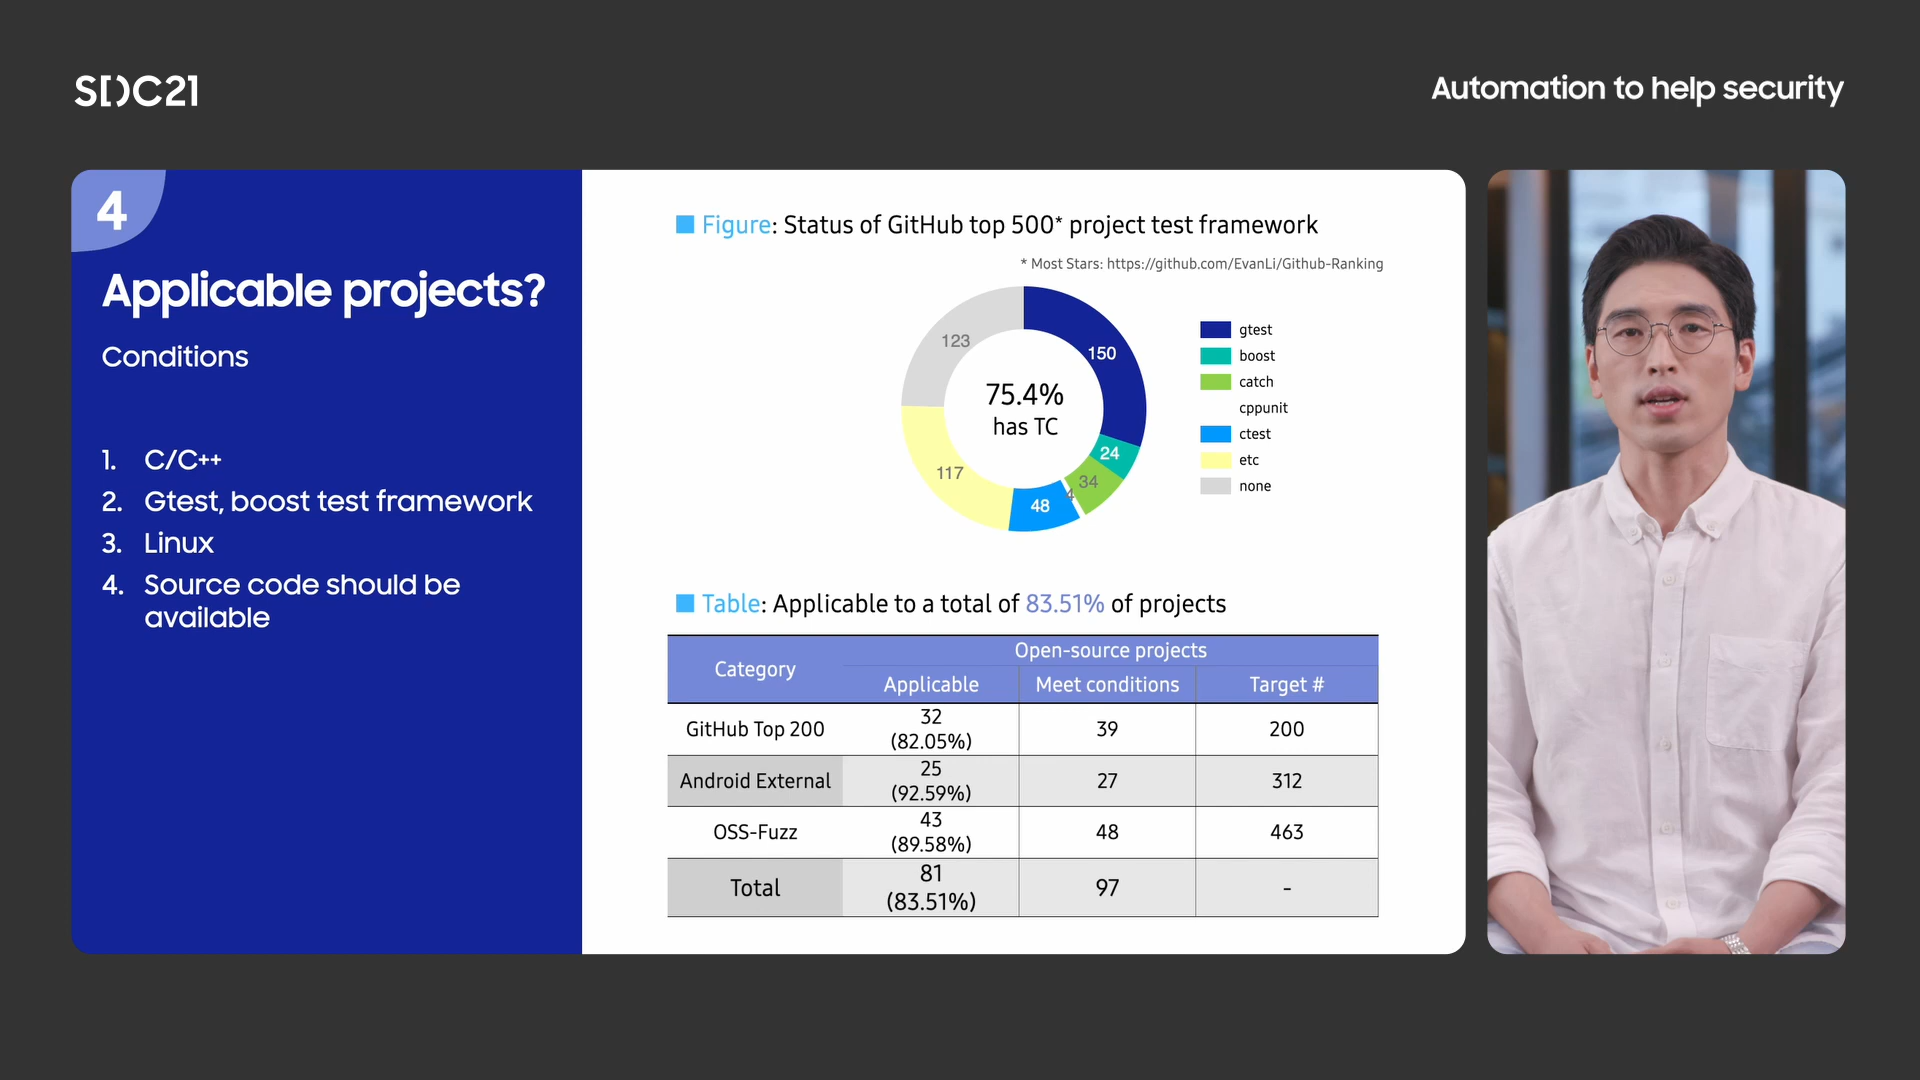 SDC21
Automation to help security
4
Applicable projects?
Conditions
1. C/C++
2. Gtest, boost test framework
3. Linux
4. Source code should be
available
Figure: Status of GitHub top 500* project test framework
* Most Stars: https://github.com/EvanLi/Github-Ranking
123
150
75.4%
has TC
24
34
4
48
117
gtest
boost
catch
cppunit
ctest
etc
none
Table: Applicable to a total of 83.51% of projects
Category
Open-source projects
Applicable Meet conditions Target #
GitHub Top 200 32 (82.05%) 39 200
Android External 25 (92.59%) 27 312
OSS-Fuzz 43 (89.58%) 48 463
Total 81 (83.51%) 97 -